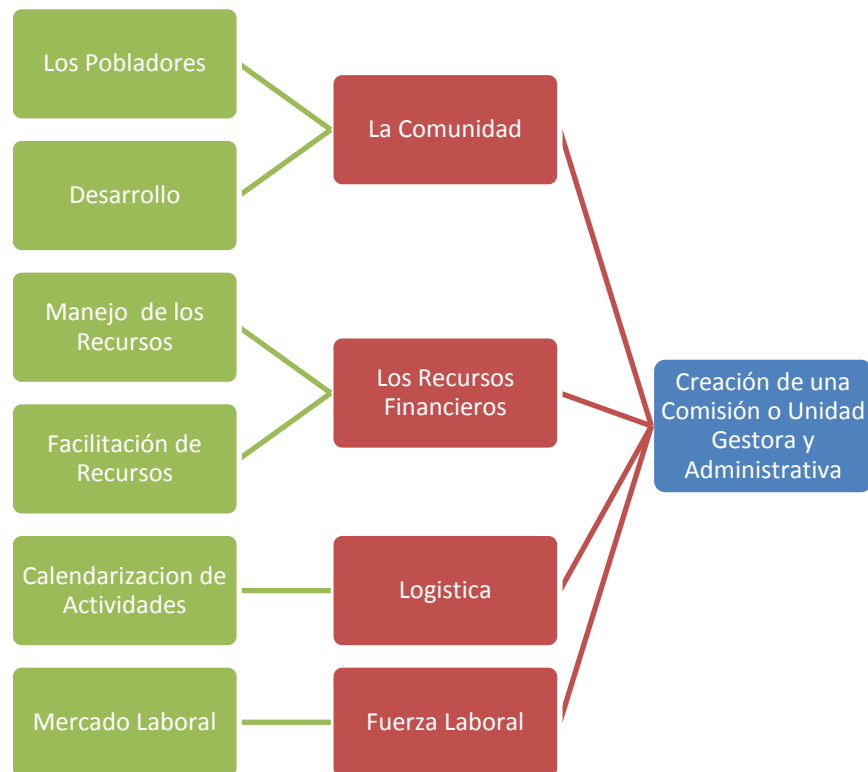 Los Pobladores
La Comunidad
Desarrollo
Manejo de los
Recursos
Los Recursos
Financieros
Facilitación de
Recursos
Creación de una
Comisión o Unidad
Gestora y
Administrativa
Calendarizacion de
Actividades
Logistica
Mercado Laboral
Fuerza Laboral